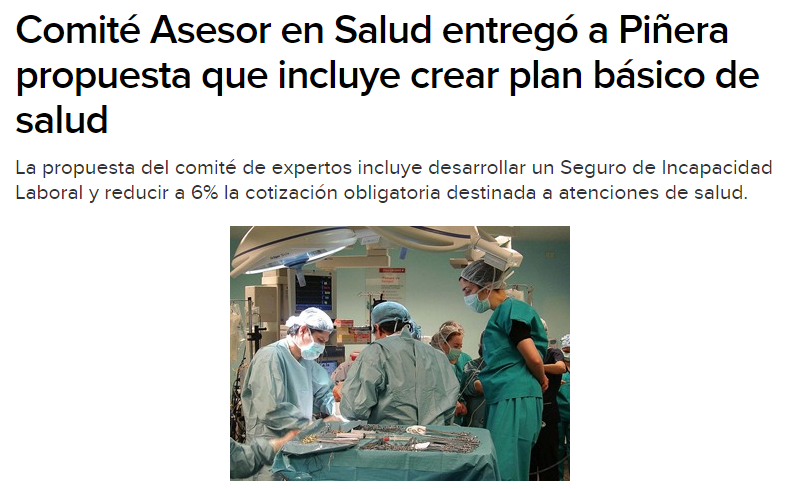 Comité Asesor en Salud entregó a Piñera
propuesta que incluye crear plan básico de
salud
La propuesta del comité de expertos incluye desarrollar un Seguro de Incapacidad
Laboral y reducir a 6% la cotización obligatoria destinada a atenciones de salud.